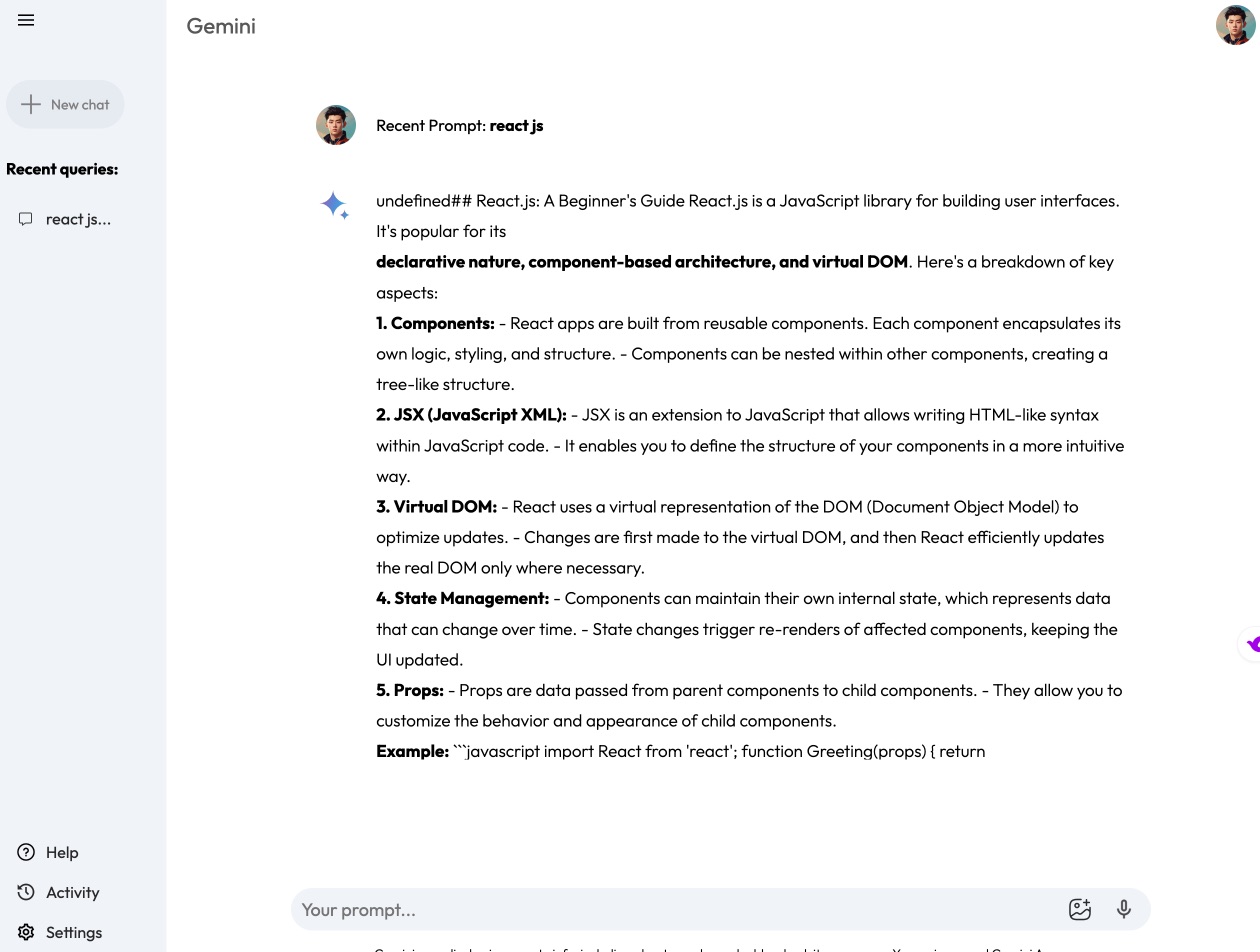 Gemini
New chat
Recent queries:
react js...
Recent Prompt: react js
undefined## React.js: A Beginner's Guide React.js is a JavaScript library for building user interfaces.
It's popular for its
declarative nature, component-based architecture, and virtual DOM. Here's a breakdown of key
aspects:
1. Components: - React apps are built from reusable components. Each component encapsulates its
own logic, styling, and structure. - Components can be nested within other components, creating a
tree-like structure.
2. JSX (JavaScript XML): - JSX is an extension to JavaScript that allows writing HTML-like syntax
within JavaScript code. - It enables you to define the structure of your components in a more intuitive
way.
3. Virtual DOM: - React uses a virtual representation of the DOM (Document Object Model) to
optimize updates. - Changes are first made to the virtual DOM, and then React efficiently updates
the real DOM only where necessary.
4. State Management: - Components can maintain their own internal state, which represents data
that can change over time. - State changes trigger re-renders of affected components, keeping the
UI updated.
5. Props: - Props are data passed from parent components to child components. - They allow you to
customize the behavior and appearance of child components.
Example: ```javascript import React from 'react'; function Greeting(props) { return
Help
Activity
Settings
Your prompt...